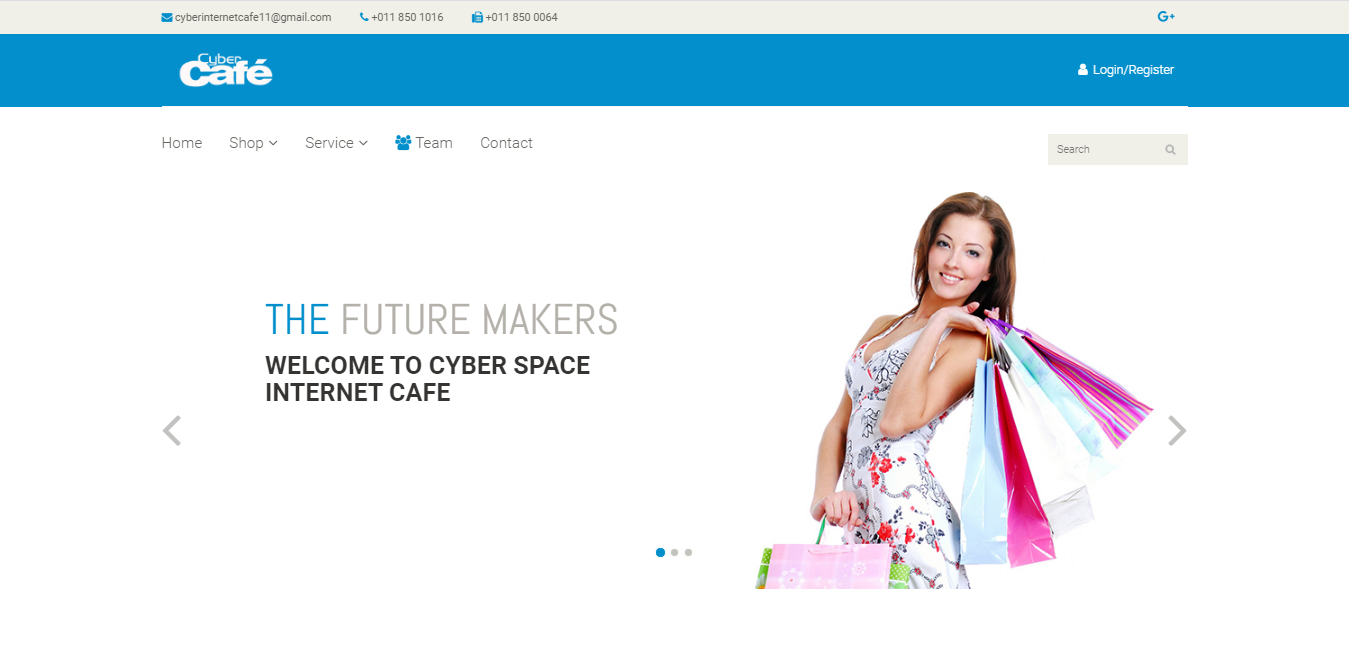 cyberinternetcafe11@gmail.com +011 850 1016 +011 850 0064 G+
Cyber
Café
Login/Register
Home Shop Service Team Contact
Search
THE FUTURE MAKERS
WELCOME TO CYBER SPACE
INTERNET CAFE